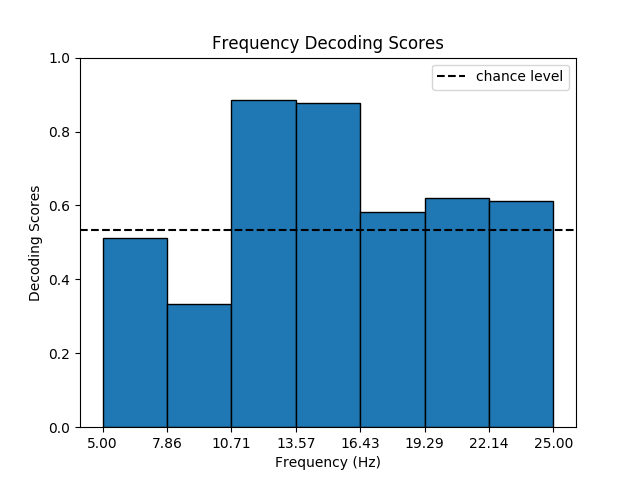 Frequency Decoding Scores
chance level
Decoding Scores
1.0
0.8
0.6
0.4
0.2
0.0
5.00 7.86 10.71 13.57 16.43 19.29 22.14 25.00
Frequency (Hz)